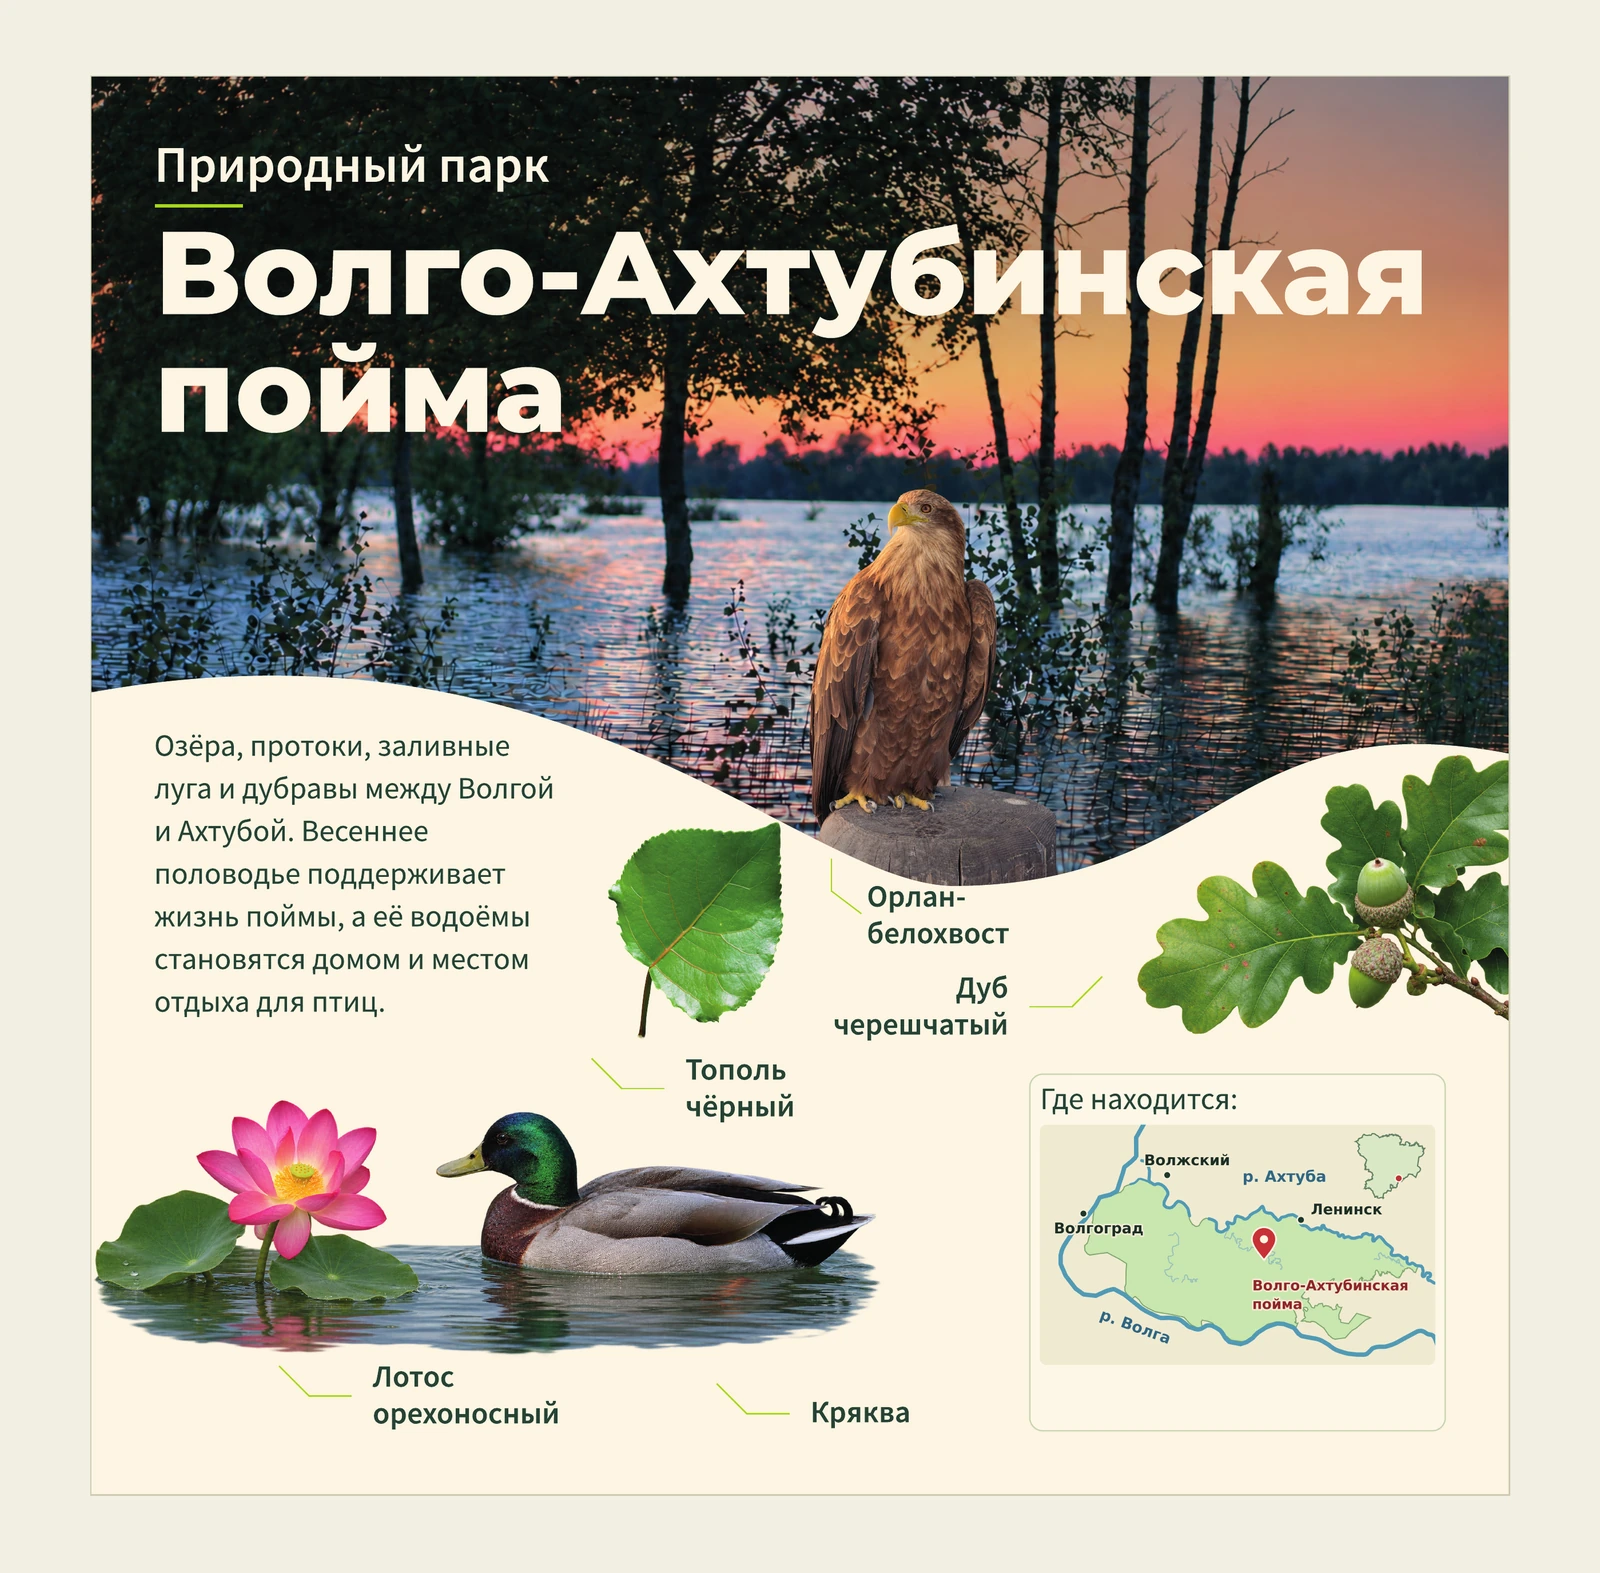 Природный парк
Волго-Ахтубинская
пойма
Озёра, протоки, заливные
луга и дубравы между Волгой
и Ахтубой. Весеннее
половодье поддерживает
жизнь поймы, а её водоёмы
становятся домом и местом
отдыха для птиц.
Орлан-
белохвост
Дуб
черешчатый
Тополь
чёрный
Лотос
орехоносный
Кряква
Где находится:
Волжский
р. Ахтуба
Ленинск
Волгоград
Волго-Ахтубинская
пойма
р. Волга